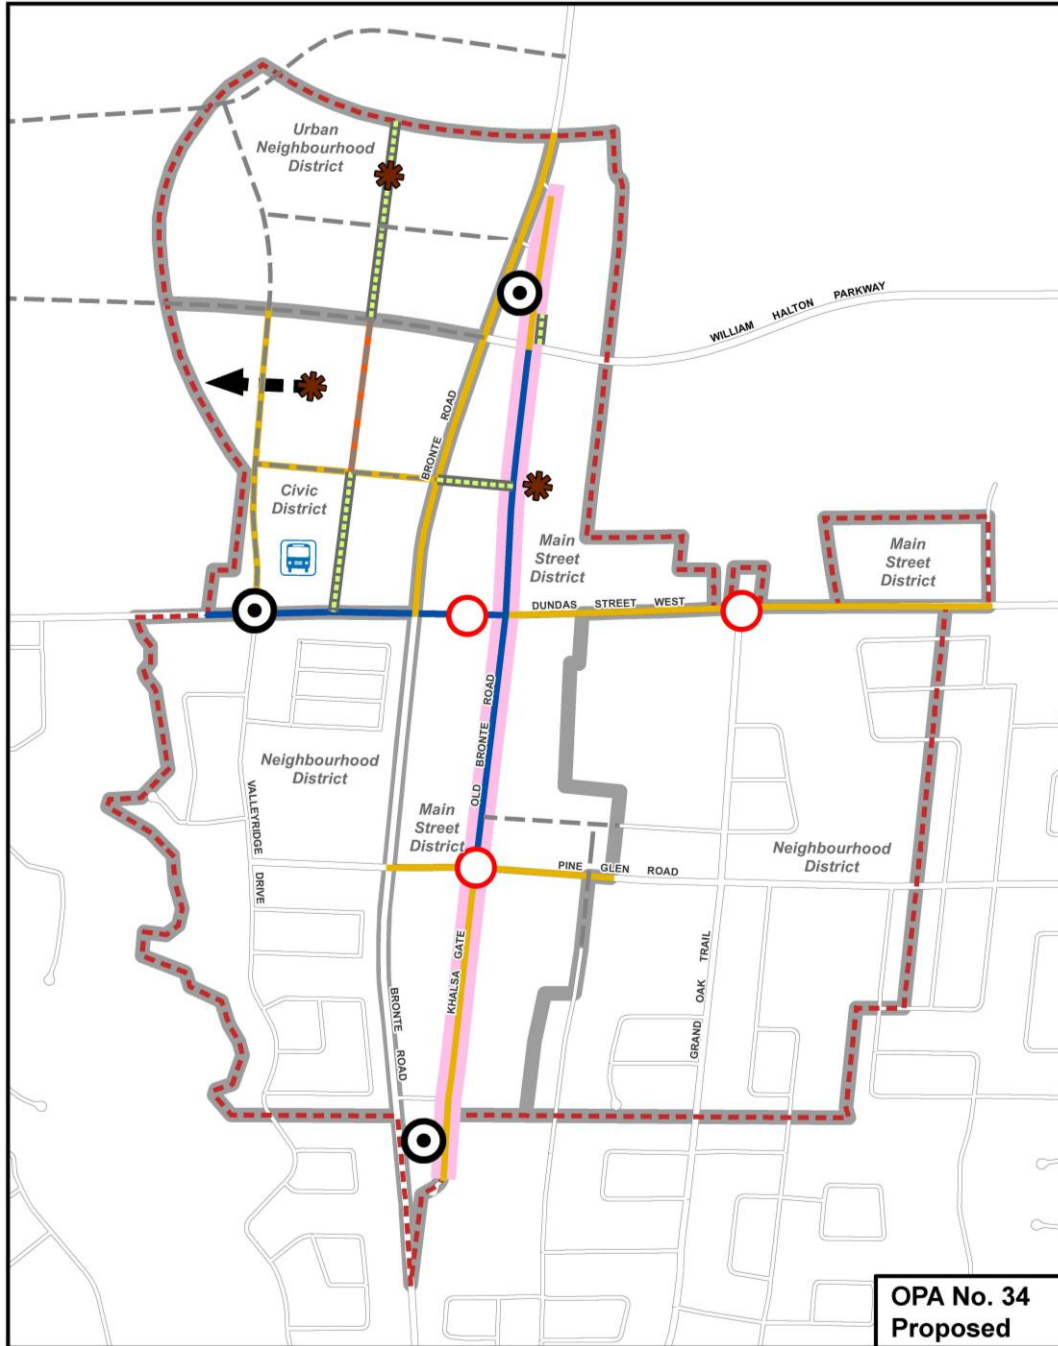 Urban
Neighbourhood
District
WILLIAM HALTON PARKWAY
BRONTE ROAD
Civic
District
Main
Street
District
Main
Street
District
DUNDAS STREET WEST
OLD BRONTE ROAD
Neighbourhood
District
VALLEYRIDGE DRIVE
Main
Street
District
PINE GLEN ROAD
Neighbourhood
District
KHALSA GATE
GRAND OAK TRAIL
BRONTE ROAD
OPA No. 34
Proposed